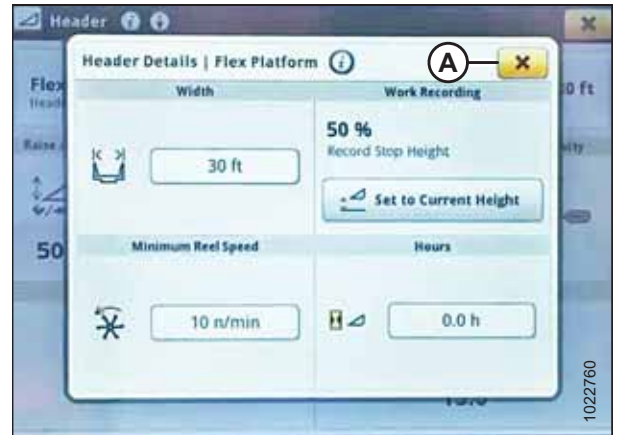 Header
Header Details | Flex Platform
A
Width
Work Recording
Flex
0 ft
50 %
Record Stop Height
30 ft
Set to Current Height
50
Minimum Reel Speed
Hours
10 n/min
0.0 h
1022760